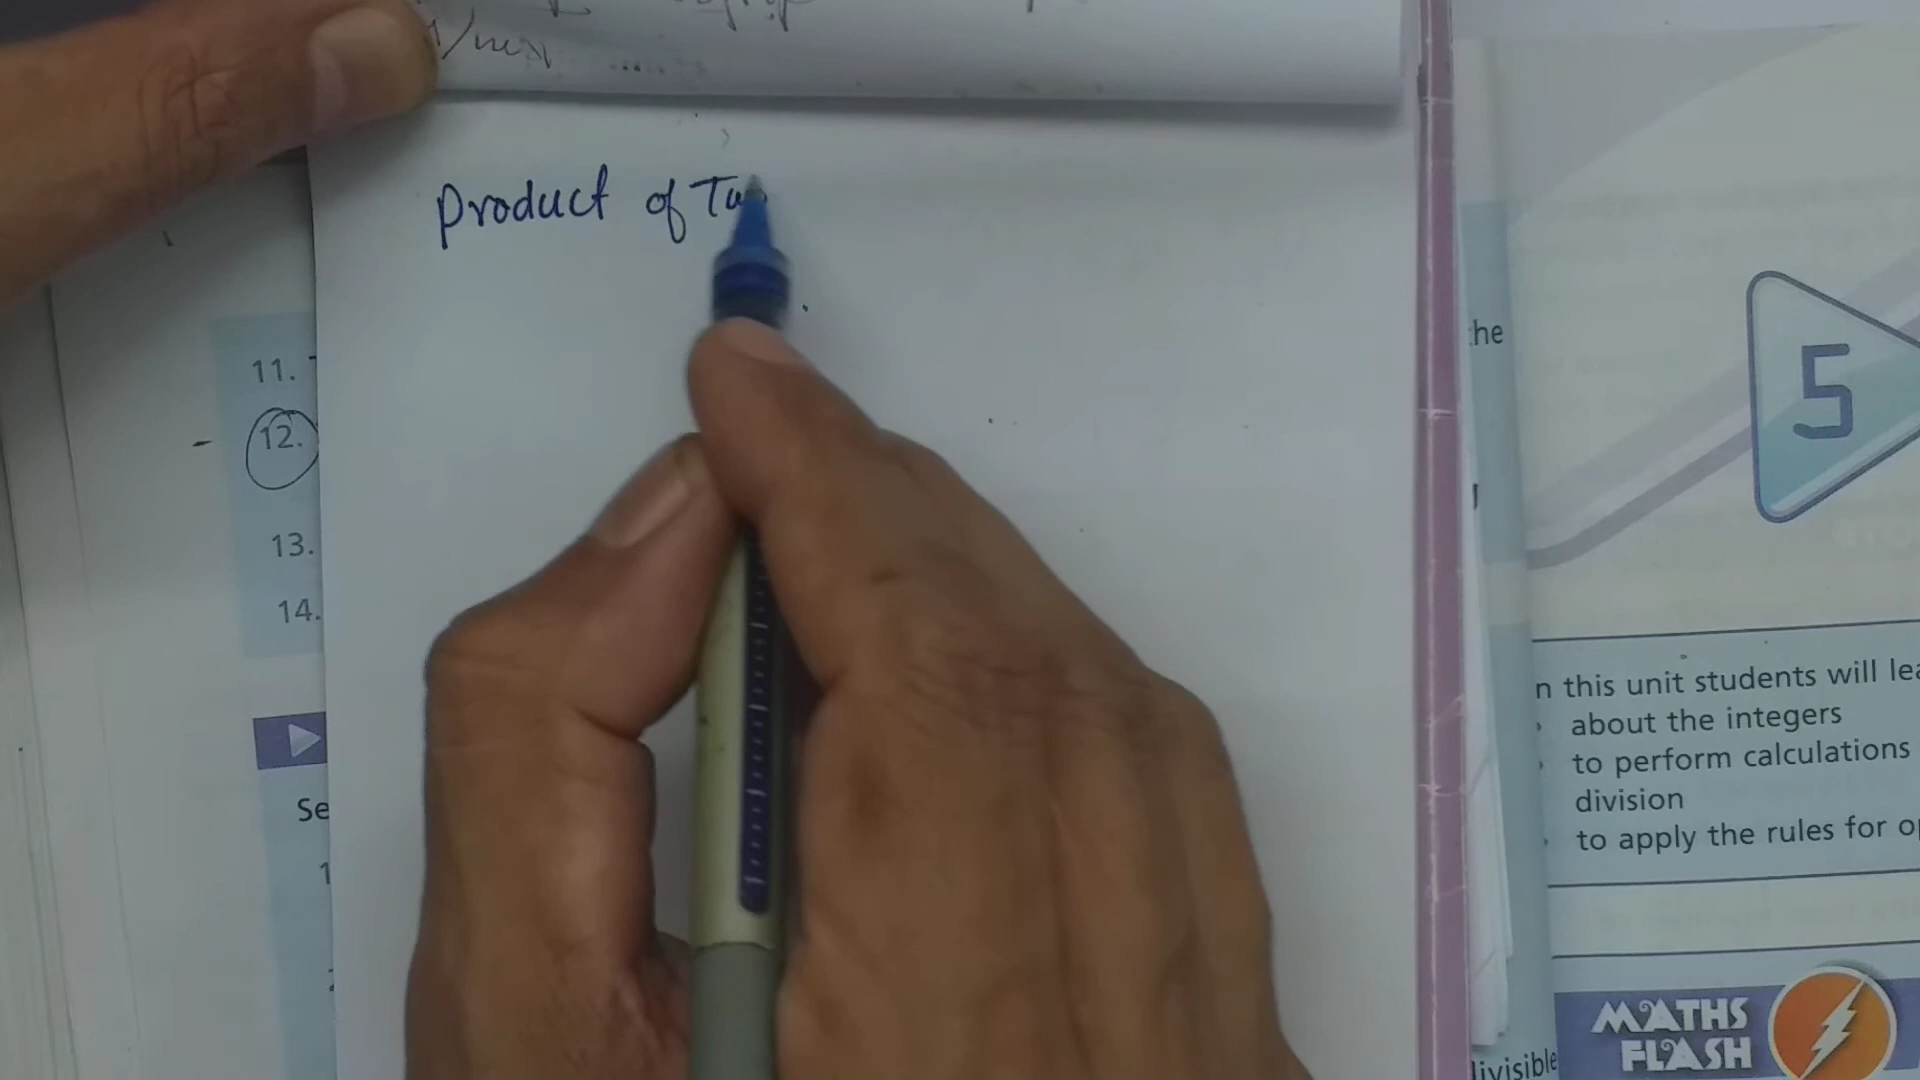 Product of Tw
11.
12.
13.
14.
Se
1
he
5
n this unit students will lea
about the integers
to perform calculations
division
to apply the rules for o
MATHS
FLASH
ivisible